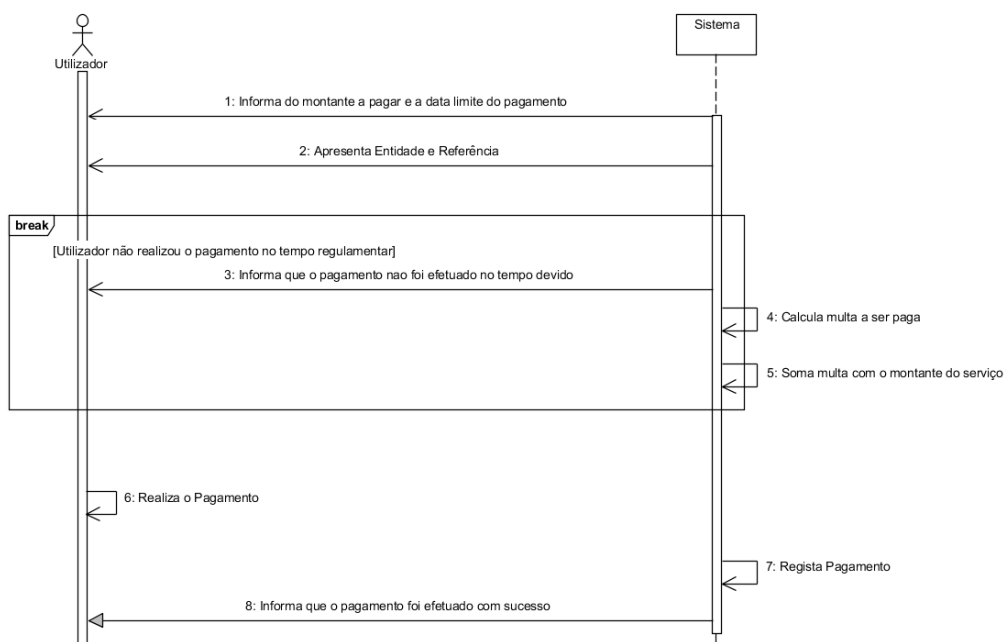 Utilizador
Sistema
1: Informa do montante a pagar e a data limite do pagamento
2: Apresenta Entidade e Referência
break
[Utilizador não realizou o pagamento no tempo regulamentar]
3: Informa que o pagamento nao foi efetuado no tempo devido
4: Calcula multa a ser paga
5: Soma multa com o montante do serviço
6: Realiza o Pagamento
7: Regista Pagamento
8: Informa que o pagamento foi efetuado com sucesso